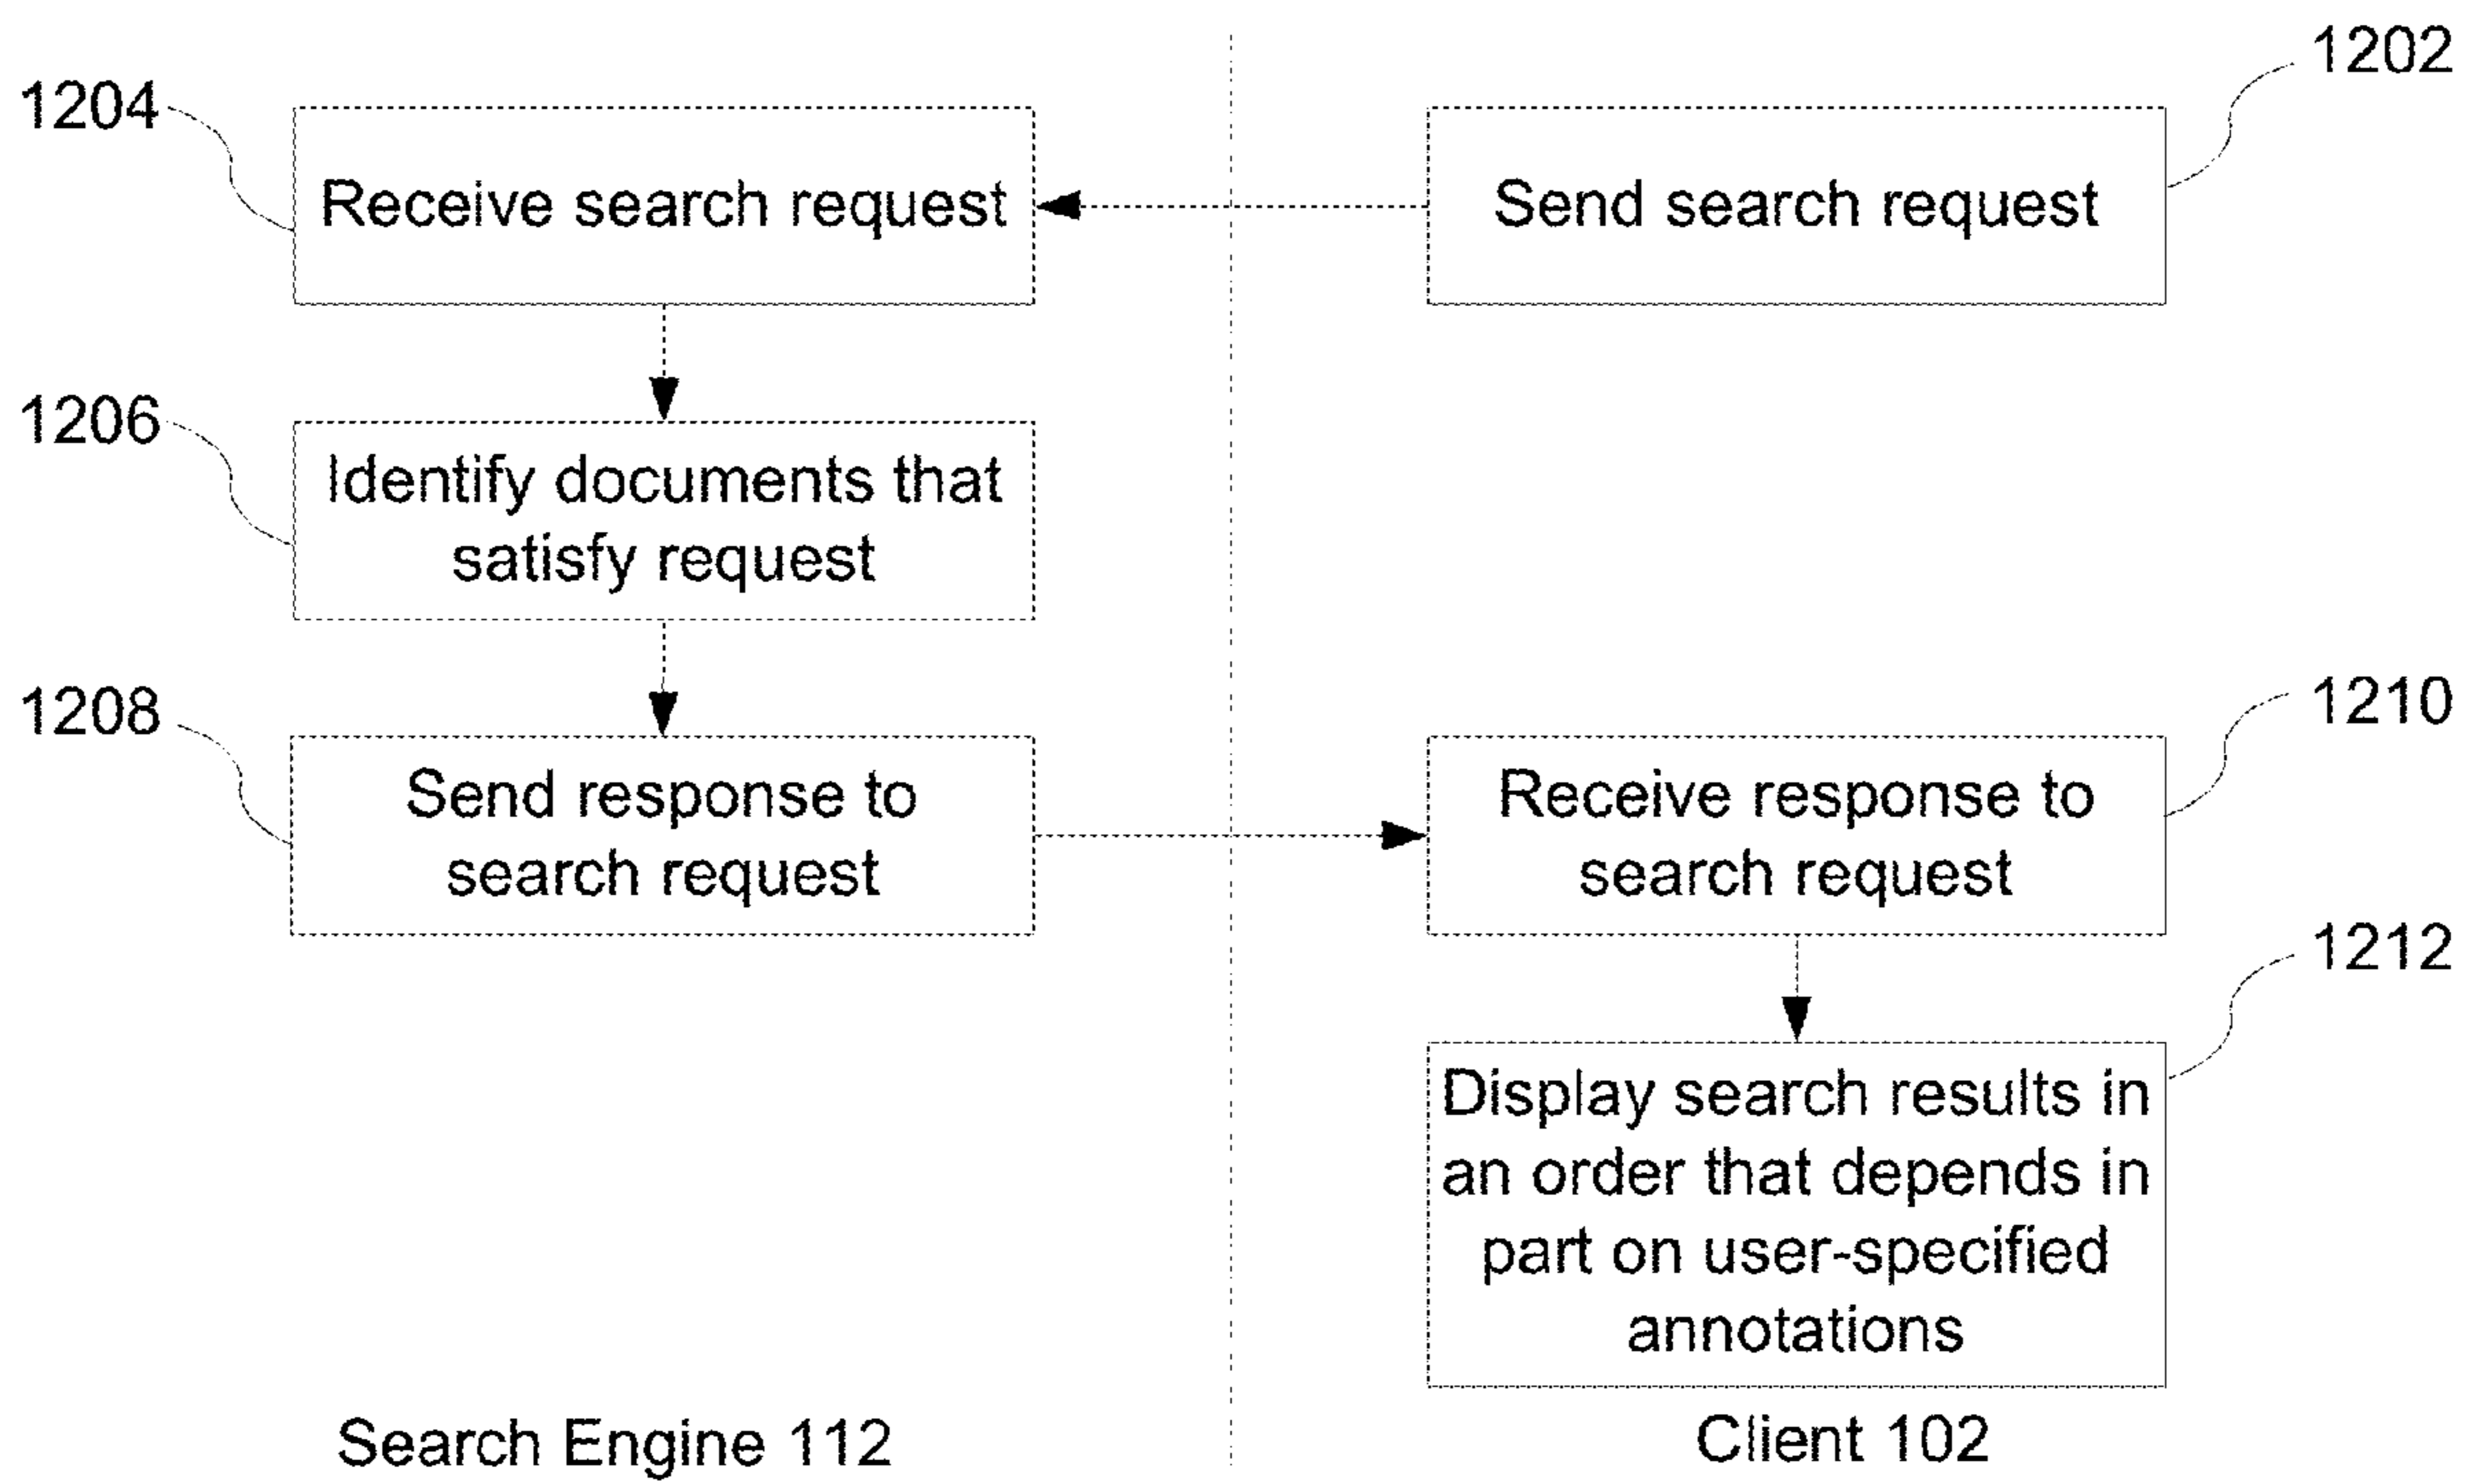 1202
1204
Receive search request
Send search request
1206
Identify documents that
satisfy request
1208
Send response to
search request
1210
Receive response to
search request
1212
Display search results in
an order that depends in
part on user-specified
annotations
Search Engine 112
Client 102